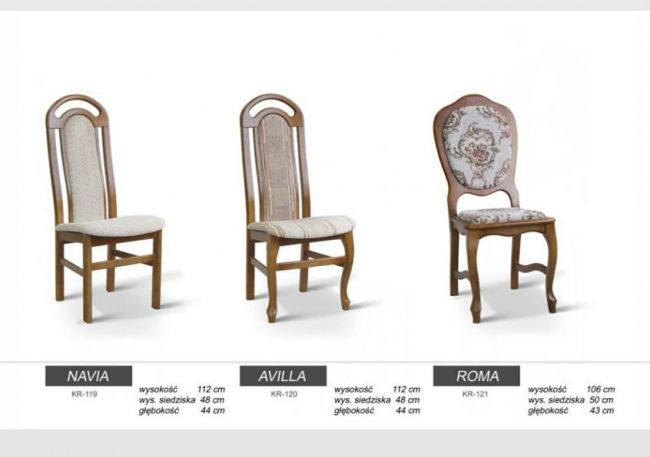 NAVIA
KR-119
wysokość 112 cm
wys. siedziska 48 cm
głębokość 44 cm
AVILLA
KR-120
wysokość 112 cm
wys. siedziska 48 cm
głębokość 44 cm
ROMA
KR-121
wysokość 106 cm
wys. siedziska 50 cm
głębokość 43 cm